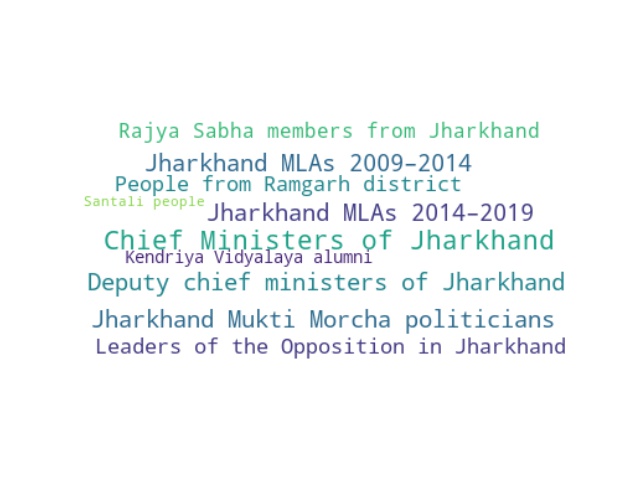 Rajya Sabha members from Jharkhand
Jharkhand MLAs 2009–2014
People from Ramgarh district
Santali people
Jharkhand MLAs 2014–2019
Chief Ministers of Jharkhand
Kendriya Vidyalaya alumni
Deputy chief ministers of Jharkhand
Jharkhand Mukti Morcha politicians
Leaders of the Opposition in Jharkhand